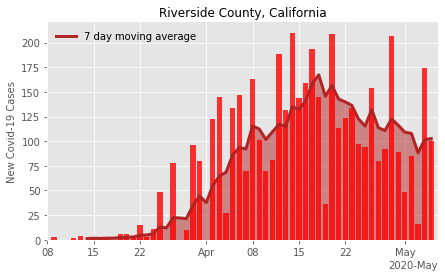 Riverside County, California
7 day moving average
New Covid-19 Cases
200
175
150
125
100
75
50
25
0
08 15 22 Apr 08 15 22 May
2020-May